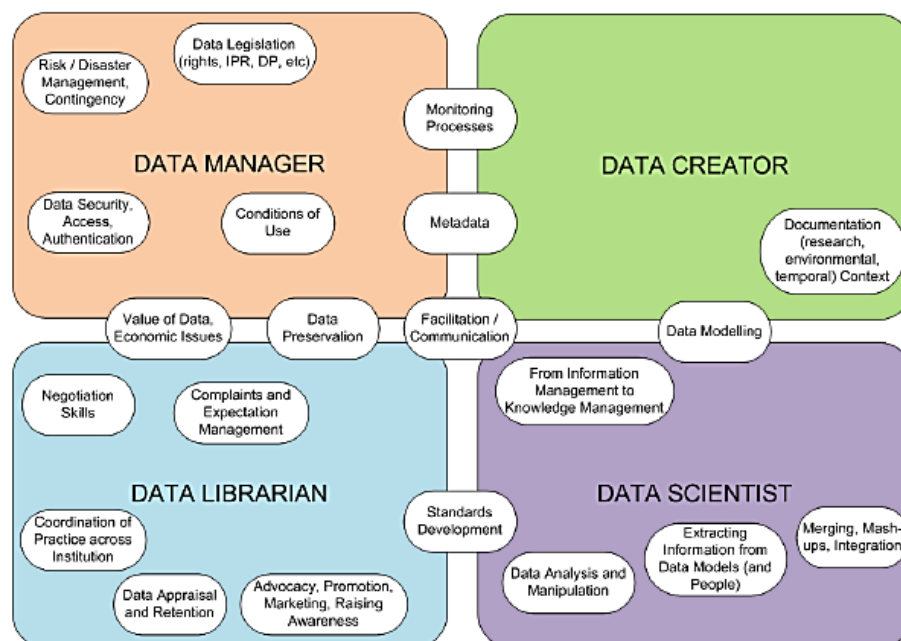 Data Legislation
(rights, IPR, DP, etc)
Risk / Disaster
Management,
Contingency
Monitoring
Processes
DATA MANAGER
DATA CREATOR
Data Security,
Access,
Authentication
Conditions of
Use
Metadata
Documentation
(research,
environmental,
temporal) Context
Value of Data,
Economic Issues
Data
Preservation
Facilitation /
Communication
Data Modelling
From Information
Management to
Knowledge Management
Negotiation
Skills
Complaints and
Expectation
Management
DATA LIBRARIAN
DATA SCIENTIST
Coordination of
Practice across
Institution
Standards
Development
Extracting
Information from
Data Models (and
People)
Merging, Mash-
ups, Integration
Data Analysis and
Manipulation
Data Appraisal
and Retention
Advocacy, Promotion,
Marketing, Raising
Awareness